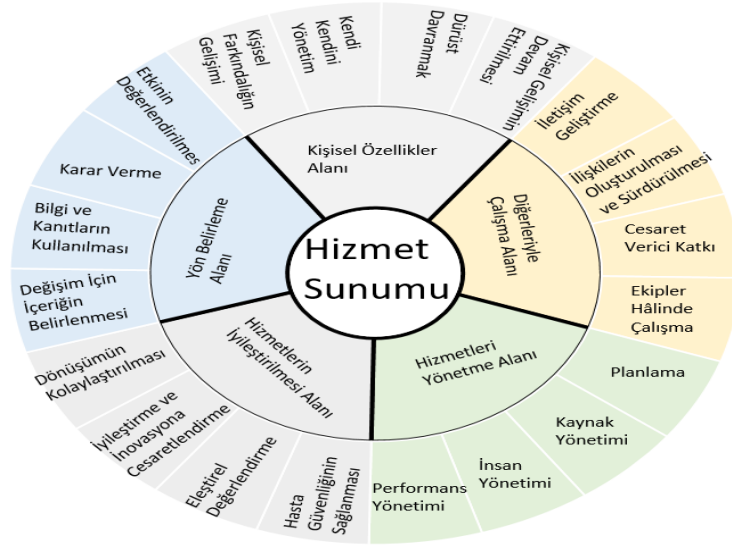 Hizmet
Sunumu
Kişisel Özellikler
Alanı
Kişisel
Farkındalığın
Gelişimi
Kendi
Kendini
Yönetim
Dürüst
Davranmak
Kişisel Gelişimin
Devam
Ettirilmesi
Diğerleriyle
Çalışma Alanı
İletişim
Geliştirme
İlişkilerin
Oluşturulması
ve Sürdürülmesi
Cesaret
Verici Katkı
Ekipler
Hâlinde
Çalışma
Hizmetleri
Yönetme Alanı
Planlama
Kaynak
Yönetimi
İnsan
Yönetimi
Performans
Yönetimi
Hizmetlerin
İyileştirilmesi Alanı
Hasta
Güvenliğinin
Sağlanması
Eleştirel
Değerlendirme
İyileştirme ve
İnovasyona
Cesaretlendirme
Dönüşümün
Kolaylaştırılması
Yön Belirleme
Alanı
Değişim İçin
İçeriğin
Belirlenmesi
Bilgi ve
Kanıtların
Kullanılması
Karar Verme
Etkinin
Değerlendirilmes